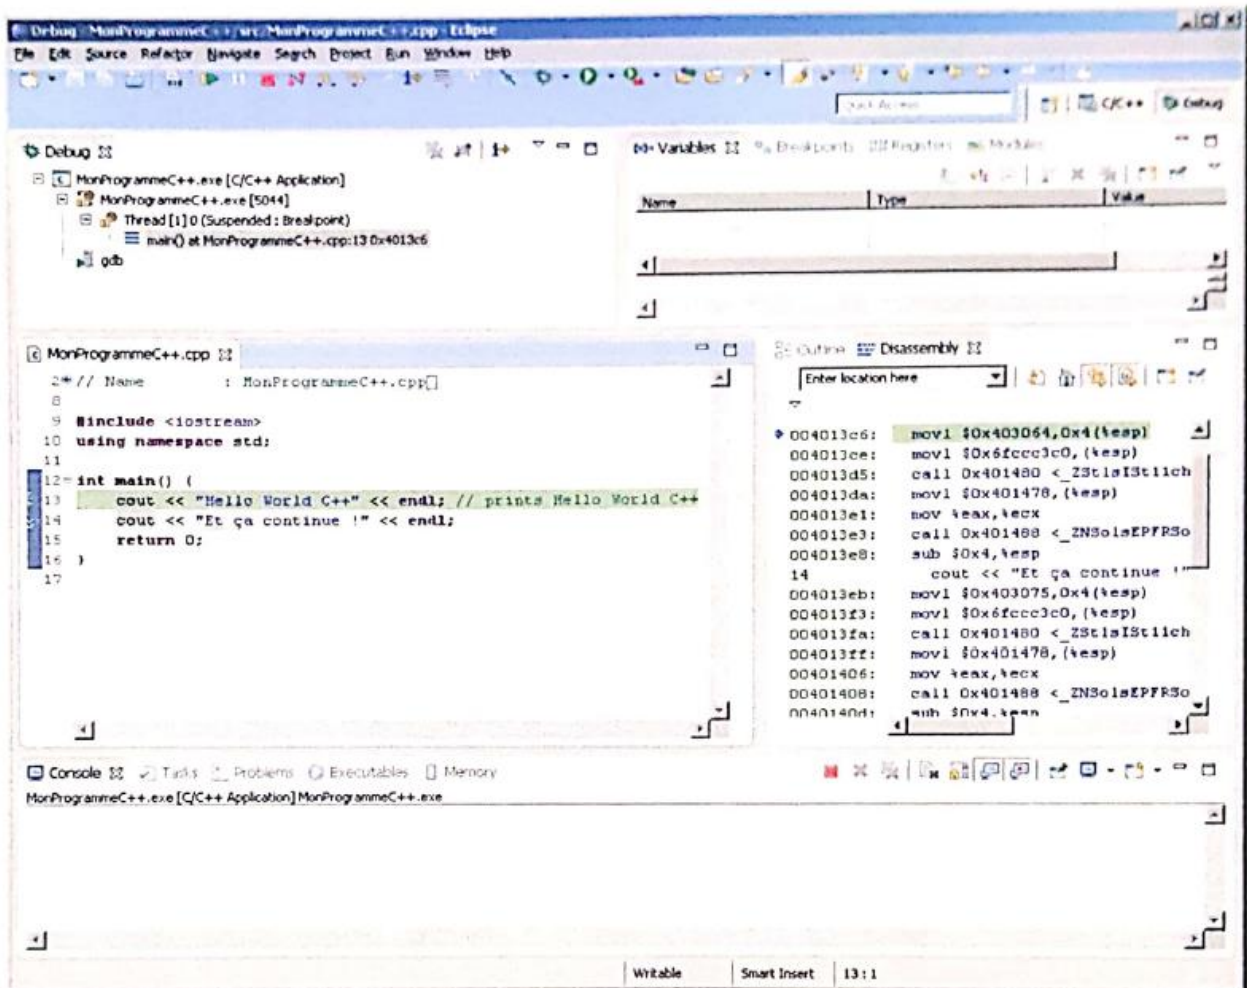 Debug - MonProgrammeC++/src/MonProgrammeC++.cpp - Eclipse
File Edit Source Refactor Navigate Search Project Run Window Help
Quick Access
C/C++ Debug
Debug
MonProgrammeC++.exe [C/C++ Application]
MonProgrammeC++.exe [5044]
Thread [1] 0 (Suspended : Breakpoint)
main() at MonProgrammeC++.cpp:13 0x4013c6
gdb
Variables Breakpoints Registers Modules
Name Type Value
MonProgrammeC++.cpp
2 // Name : MonProgrammeC++.cpp
8
9 #include <iostream>
10 using namespace std;
11
12 int main() {
13 cout << "Hello World C++" << endl; // prints Hello World C++
14 cout << "Et ça continue !" << endl;
15 return 0;
16 }
17
Outline Disassembly
Enter location here
004013c6: movl $0x403064,0x4(%esp)
004013ce: movl $0x6fccc3c0,(%esp)
004013d5: call 0x401480 <_ZStlsISt11ch
004013da: movl $0x401478,(%esp)
004013e1: mov %eax,%ecx
004013e3: call 0x401488 <_ZNSolsEPFRSo
004013e8: sub $0x4,%esp
14 cout << "Et ça continue !"
004013eb: movl $0x403075,0x4(%esp)
004013f3: movl $0x6fccc3c0,(%esp)
004013fa: call 0x401480 <_ZStlsISt11ch
004013ff: movl $0x401478,(%esp)
00401406: mov %eax,%ecx
00401408: call 0x401488 <_ZNSolsEPFRSo
0040140d: sub $0x4,%esp
Console Tasks Problems Executables Memory
MonProgrammeC++.exe [C/C++ Application] MonProgrammeC++.exe
Writable Smart Insert 13 : 1